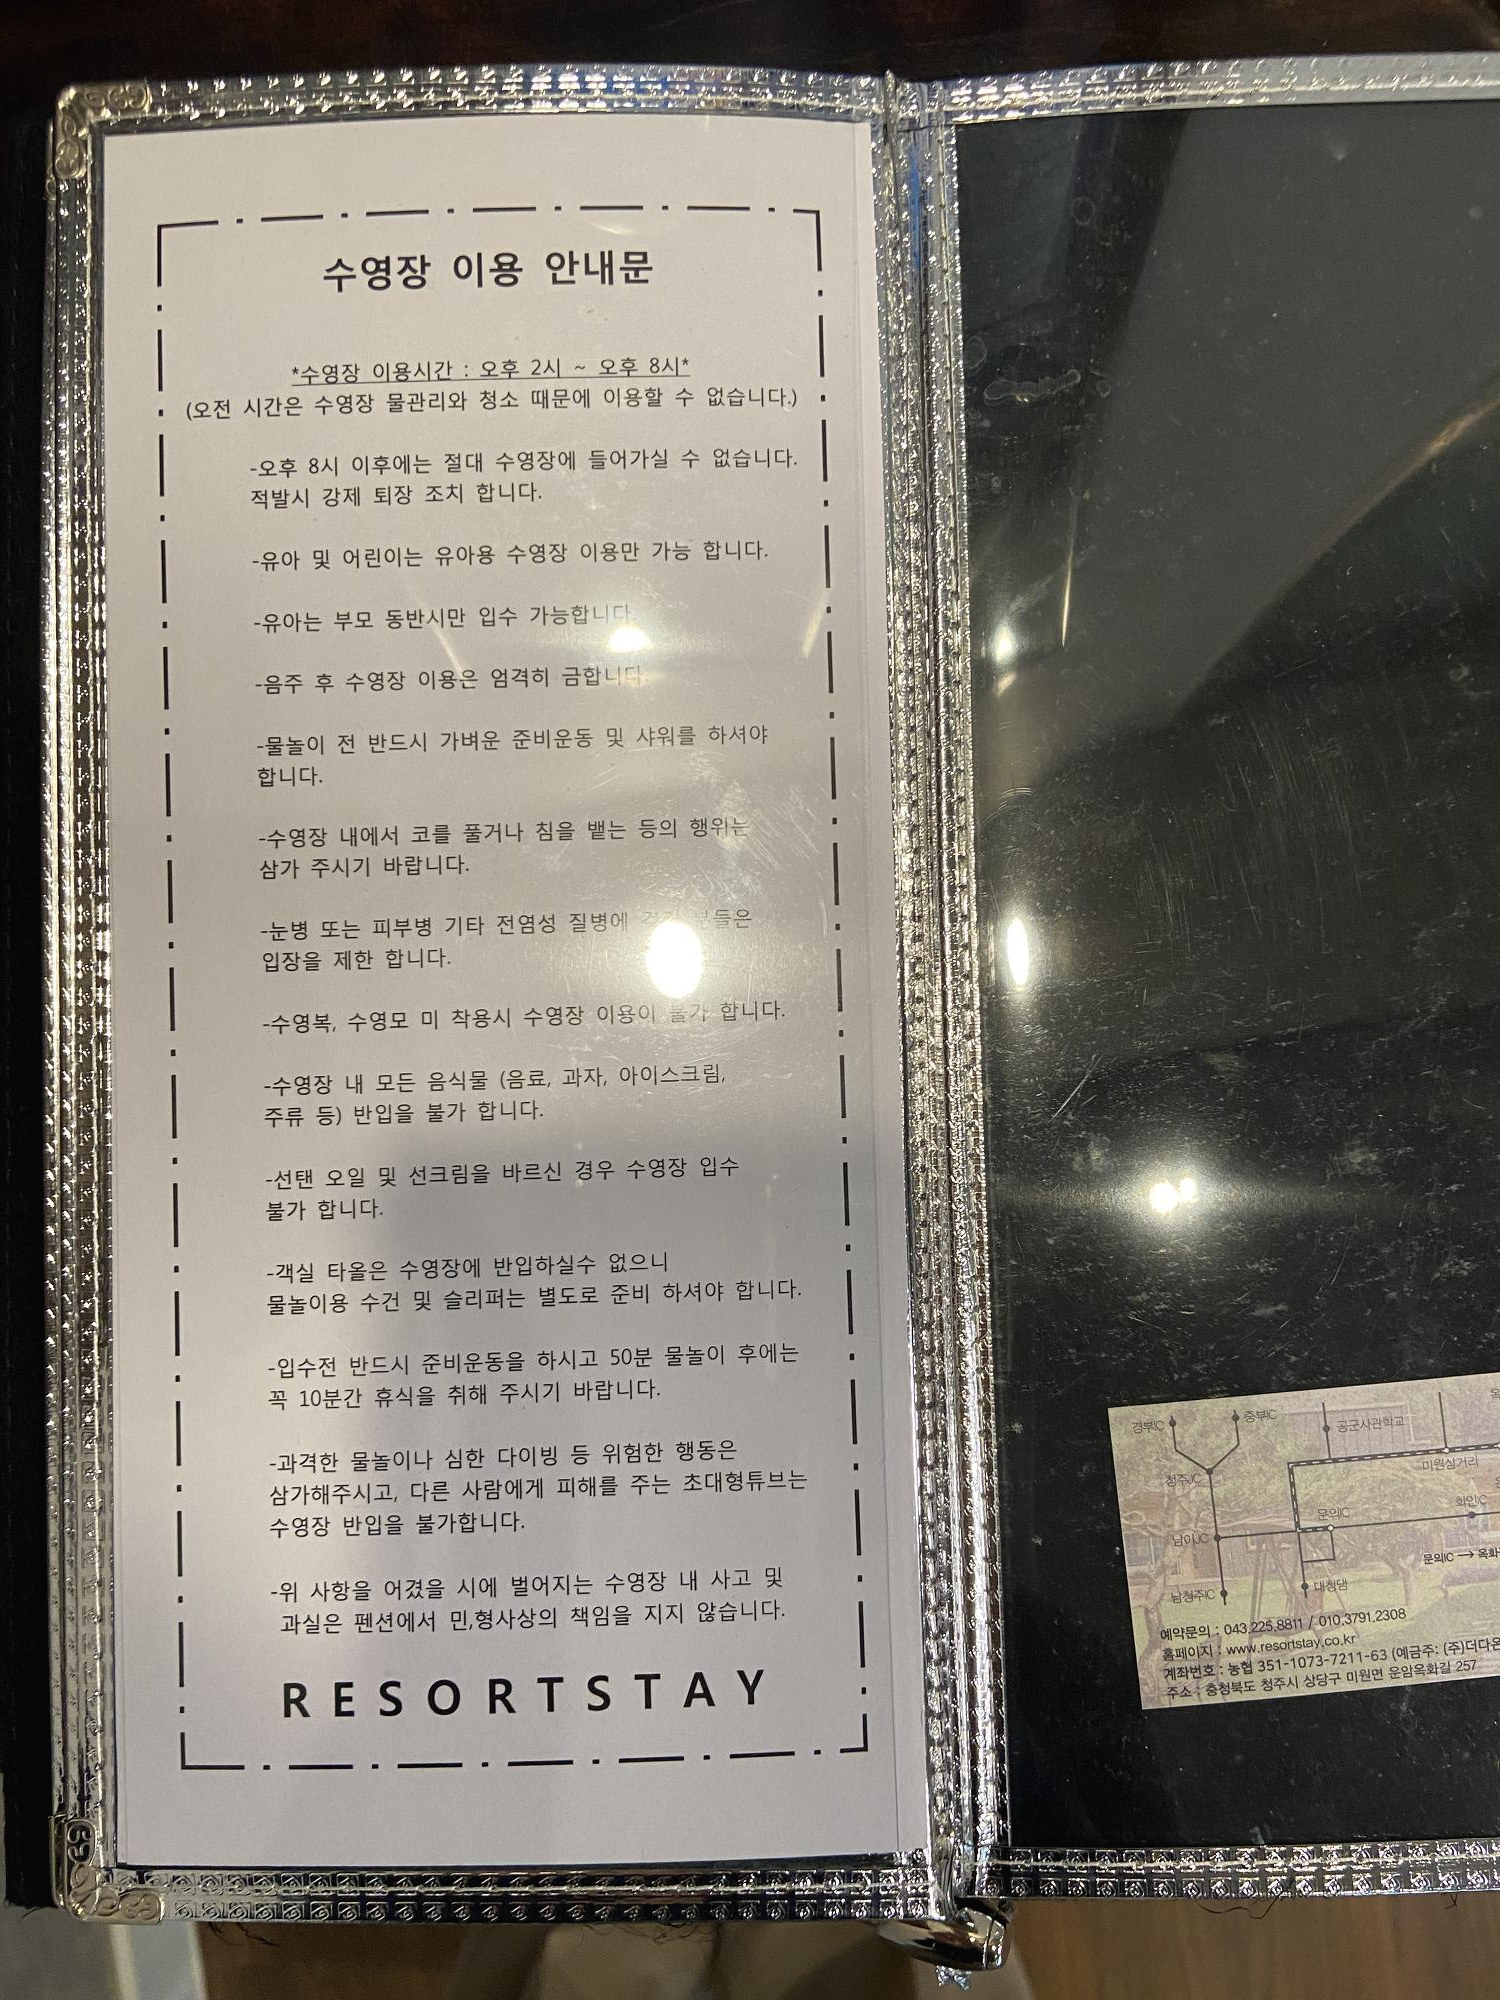 수영장 이용 안내문
*수영장 이용시간 : 오후 2시 ~ 오후 8시*
(오전 시간은 수영장 물관리와 청소 때문에 이용할 수 없습니다.)
-오후 8시 이후에는 절대 수영장에 들어가실 수 없습니다.
적발시 강제 퇴장 조치 합니다.
-유아 및 어린이는 유아용 수영장 이용만 가능 합니다.
-유아는 부모 동반시만 입수 가능합니다
-음주 후 수영장 이용은 엄격히 금합니다
-물놀이 전 반드시 가벼운 준비운동 및 샤워를 하셔야
합니다.
-수영장 내에서 코를 풀거나 침을 뱉는 등의 행위는
삼가 주시기 바랍니다.
-눈병 또는 피부병 기타 전염성 질병에 분들은
입장을 제한 합니다.
-수영복, 수영모 미 착용시 수영장 이용이 불가 합니다.
-수영장 내 모든 음식물 (음료, 과자, 아이스크림,
주류 등) 반입을 불가 합니다.
-선탠 오일 및 선크림을 바르신 경우 수영장 입수
불가 합니다.
-객실 타올은 수영장에 반입하실수 없으니
물놀이용 수건 및 슬리퍼는 별도로 준비 하셔야 합니다.
-입수전 반드시 준비운동을 하시고 50분 물놀이 후에는
꼭 10분간 휴식을 취해 주시기 바랍니다.
-과격한 물놀이나 심한 다이빙 등 위험한 행동은
삼가해주시고, 다른 사람에게 피해를 주는 초대형튜브는
수영장 반입을 불가합니다.
-위 사항을 어겼을 시에 벌어지는 수영장 내 사고 및
과실은 펜션에서 민,형사상의 책임을 지지 않습니다.
RESORTSTAY
경부IC
중부IC
공군사관학교
미원삼거리
청주JC
문의IC
회인IC
남이JC
문의IC → 옥화
남청주IC
대청댐
예약문의 : 043.225.8811 / 010.3791.2308
홈페이지 : www.resortstay.co.kr
계좌번호 : 농협 351-1073-7211-63 (예금주: (주)더다온
주소 : 충청북도 청주시 상당구 미원면 운암옥화길 257